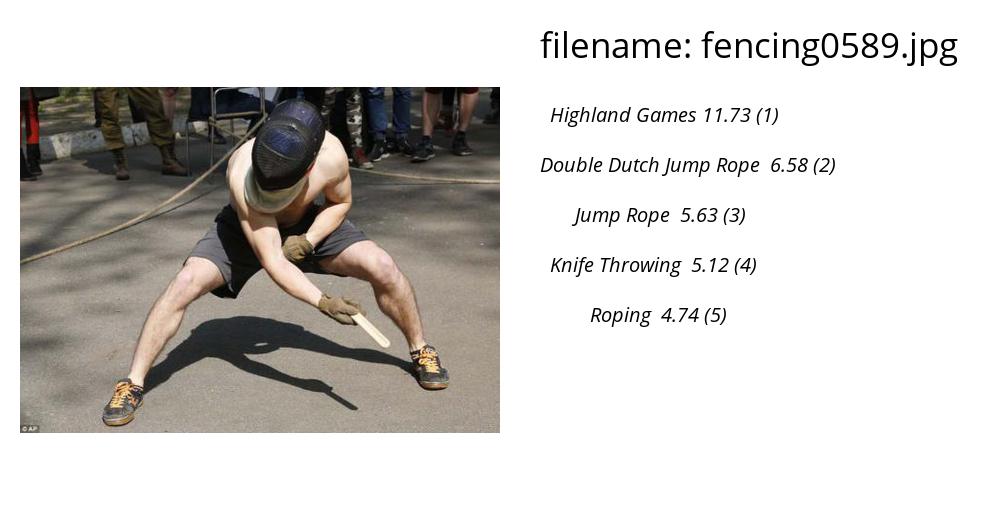 filename: fencing0589.jpg
Highland Games 11.73 (1)
Double Dutch Jump Rope 6.58 (2)
Jump Rope 5.63 (3)
Knife Throwing 5.12 (4)
Roping 4.74 (5)
© AP